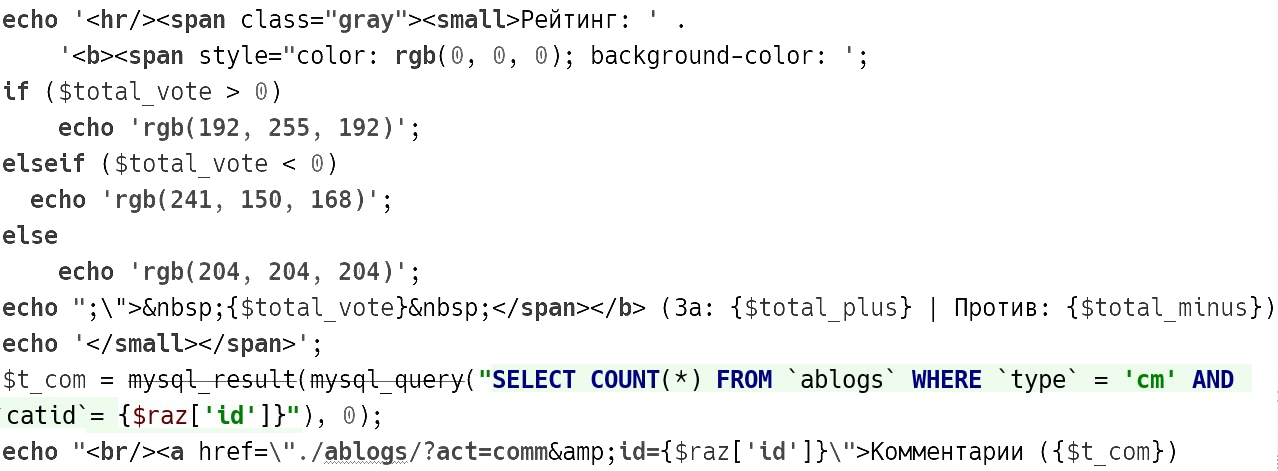 echo '<hr/><span class="gray"><small>Рейтинг: ' .
'<b><span style="color: rgb(0, 0, 0); background-color: ';
if ($total_vote > 0)
echo 'rgb(192, 255, 192)';
elseif ($total_vote < 0)
echo 'rgb(241, 150, 168)';
else
echo 'rgb(204, 204, 204)';
echo ";\">&nbsp;{$total_vote}&nbsp;</span></b> (За: {$total_plus} | Против: {$total_minus})
echo '</small></span>';
$t_com = mysql_result(mysql_query("SELECT COUNT(*) FROM `ablogs` WHERE `type` = 'cm' AND
`catid`= {$raz['id']}"), 0);
echo "<br/><a href=\"./ablogs/?act=comm&amp;id={$raz['id']}\">Комментарии ({$t_com})